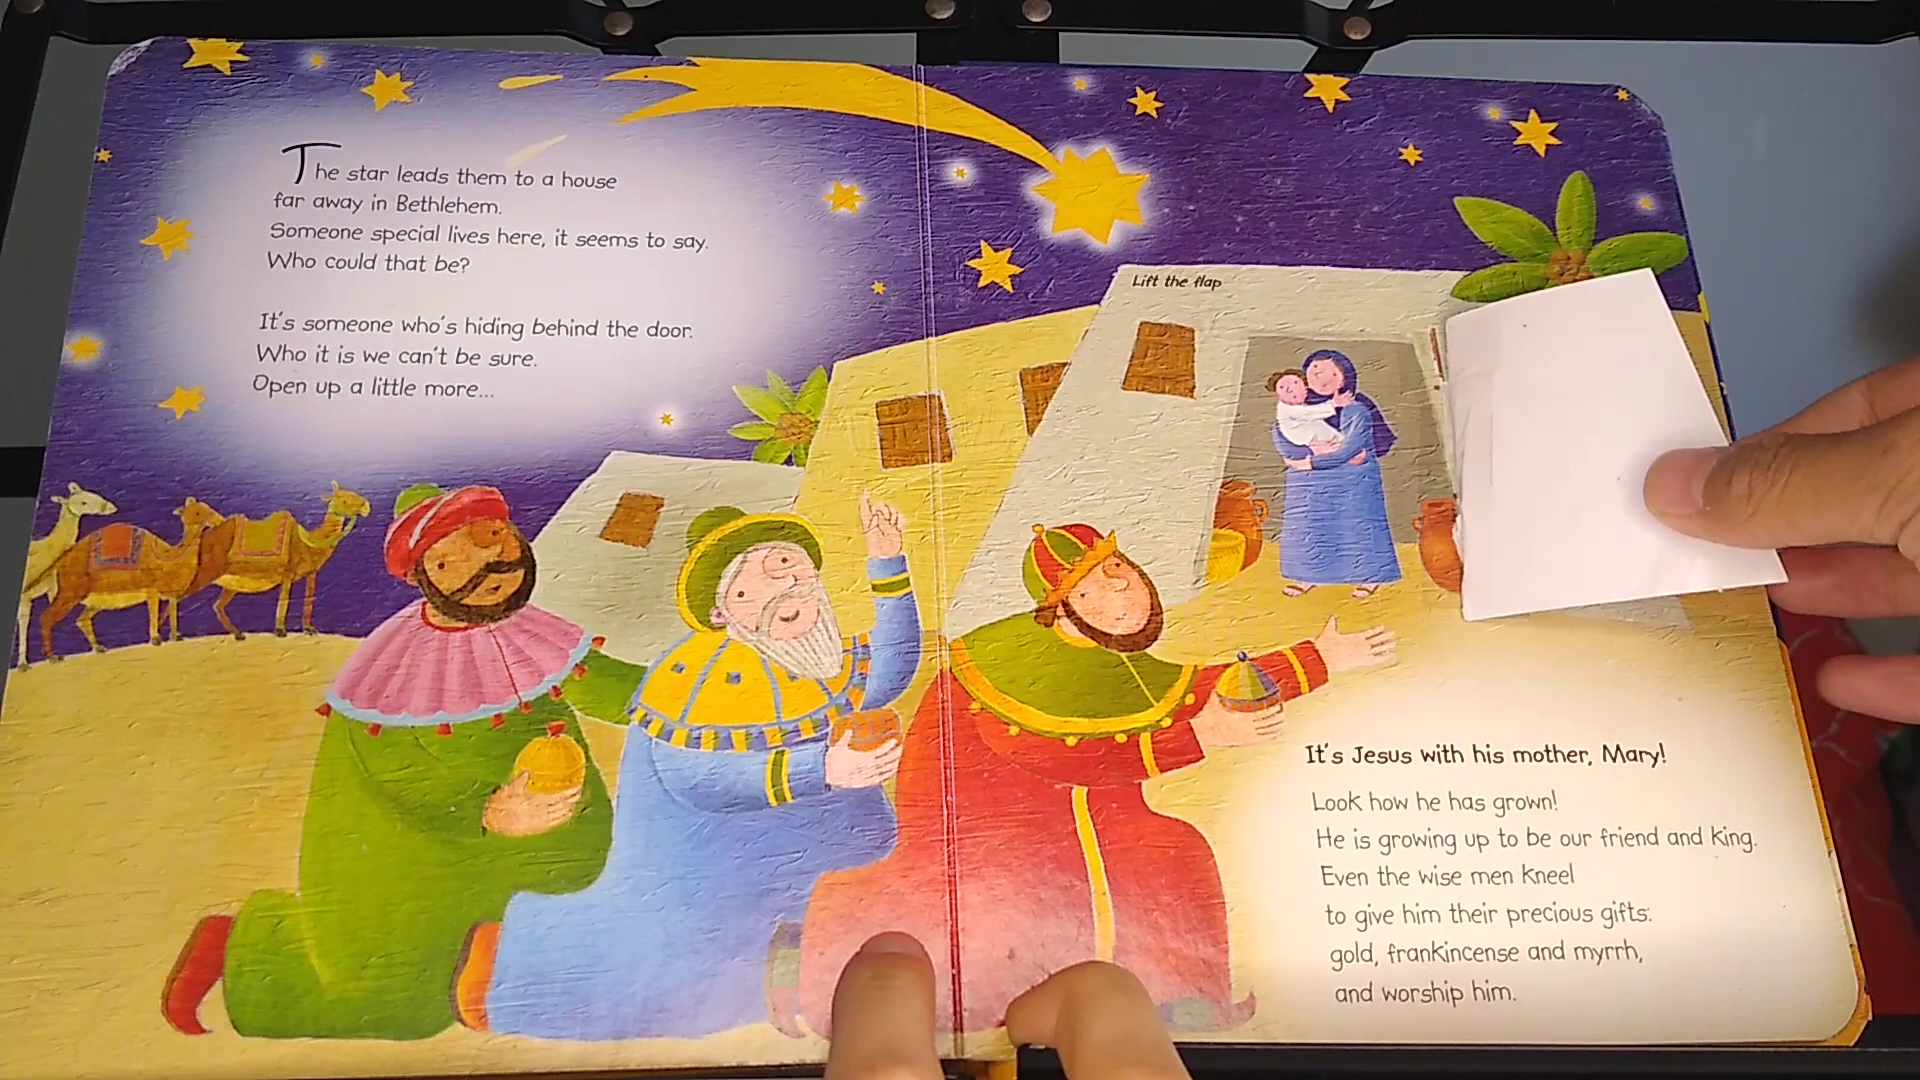 The star leads them to a house
far away in Bethlehem.
Someone special lives here, it seems to say.
Who could that be?
It's someone who's hiding behind the door.
Who it is we can't be sure.
Open up a little more...
Lift the flap
It's Jesus with his mother, Mary!
Look how he has grown!
He is growing up to be our friend and King.
Even the wise men kneel
to give him their precious gifts:
gold, frankincense and myrrh,
and worship him.